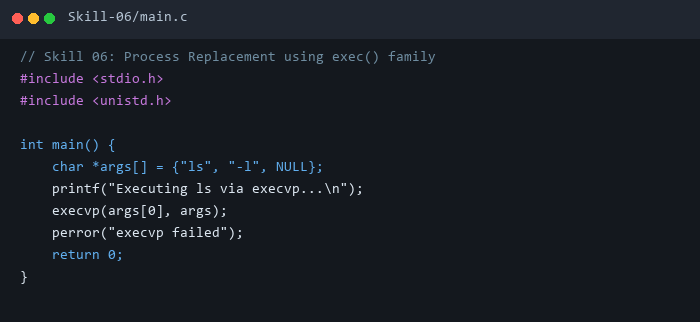 Skill-06/main.c
// Skill 06: Process Replacement using exec() family
#include <stdio.h>
#include <unistd.h>
int main() {
    char *args[] = {"ls", "-l", NULL};
    printf("Executing ls via execvp...\n");
    execvp(args[0], args);
    perror("execvp failed");
    return 0;
}